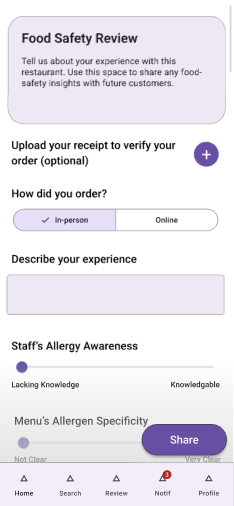 Food Safety Review
Tell us about your experience with this
restaurant. Use this space to share any food-
safety insights with future customers.
Upload your receipt to verify your
order (optional)
How did you order?
In-person
Online
Describe your experience
Staff's Allergy Awareness
Lacking Knowledge
Knowledgable
Menu's Allergen Specificity
Share
Not Clear
Very Clear
3
Home
Search
Review
Notif
Profile